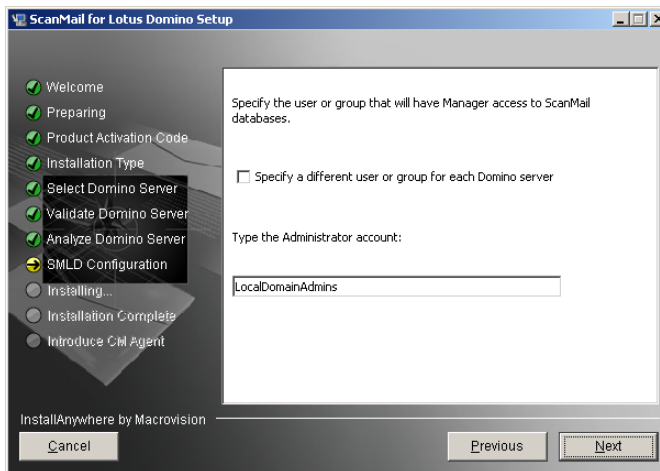 ScanMail for Lotus Domino Setup
Welcome
Preparing
Product Activation Code
Installation Type
Select Domino Server
Validate Domino Server
Analyze Domino Server
SMLD Configuration
Installing...
Installation Complete
Introduce CM Agent
Specify the user or group that will have Manager access to ScanMail
databases.
Specify a different user or group for each Domino server
Type the Administrator account:
LocalDomainAdmins
InstallAnywhere by Macrovision
Cancel
Previous
Next